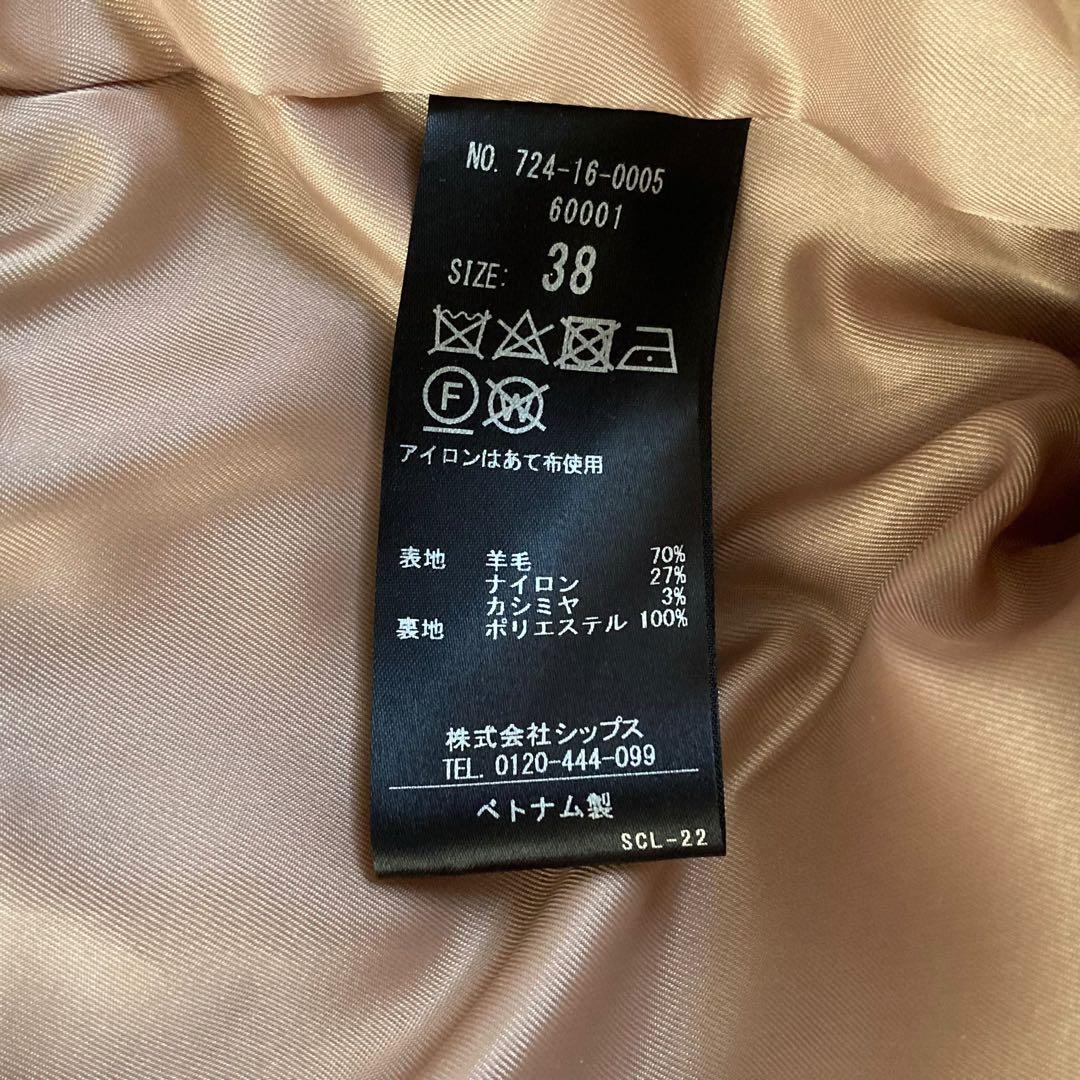 NO. 724-16-0005
60001
SIZE: 38
F W
アイロンはあて布使用
表地 羊毛 70%
ナイロン 27%
カシミヤ 3%
裏地 ポリエステル 100%
株式会社シップス
TEL. 0120-444-099
ベトナム製
SCL-22